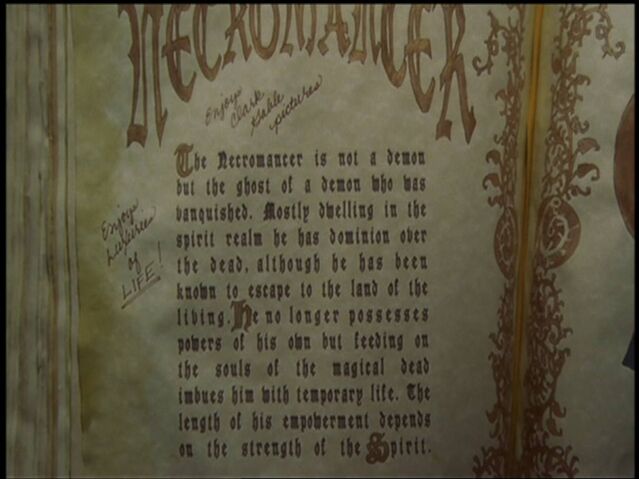 NECROMANCER
Enjoys
Clark
Gable
pictures
The Necromancer is not a demon
but the ghost of a demon who was
vanquished. Mostly dwelling in the
spirit realm he has dominion over
the dead, although he has been
known to escape to the land of the
living. He no longer possesses
powers of his own but feeding on
the souls of the magical dead
imbues him with temporary life. The
length of his empowerment depends
on the strength of the Spirit.
Enjoys
Luxuries
of
LIFE!